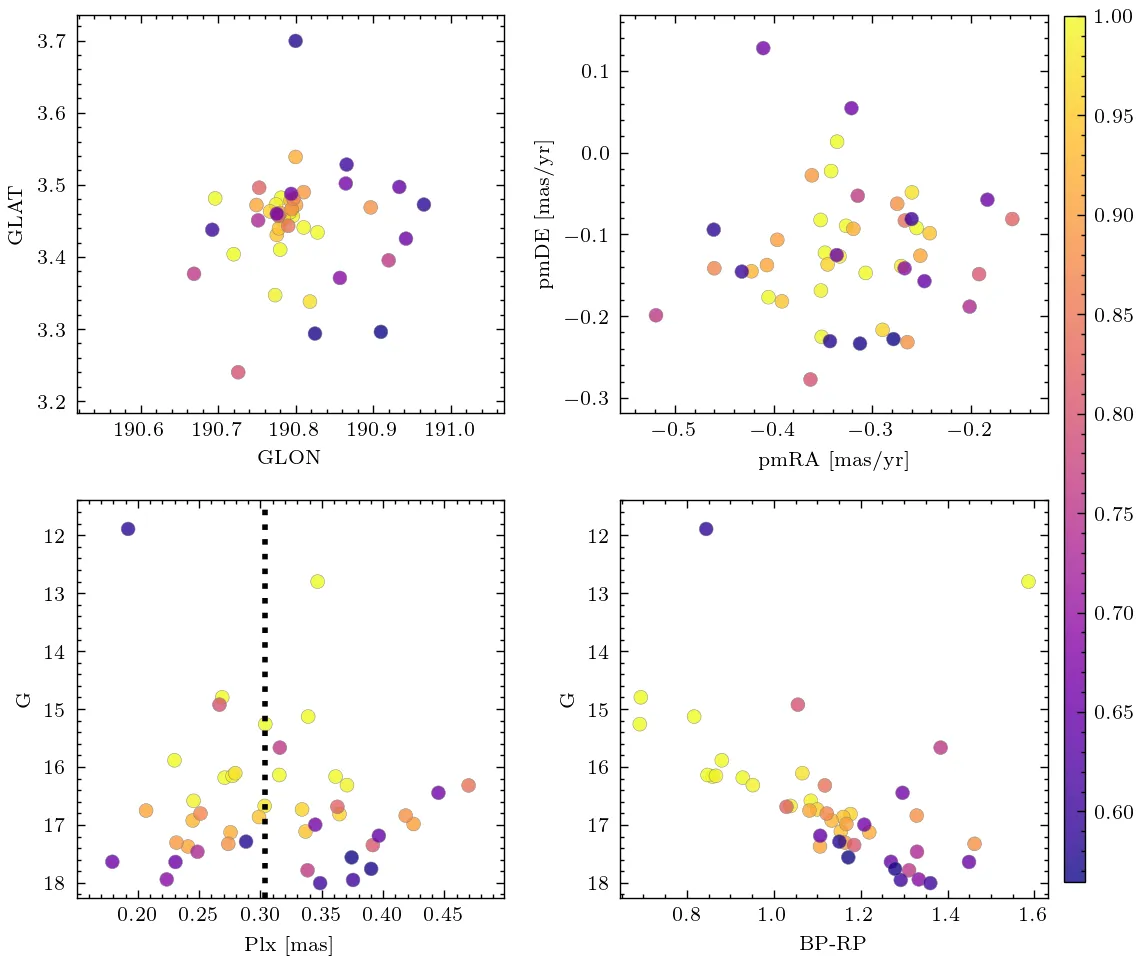 3.7
3.6
3.5
3.4
3.3
3.2
GLAT
190.6 190.7 190.8 190.9 191.0
GLON
0.1
0.0
−0.1
−0.2
−0.3
pmDE [mas/yr]
−0.5 −0.4 −0.3 −0.2
pmRA [mas/yr]
12
13
14
15
16
17
18
G
0.20 0.25 0.30 0.35 0.40 0.45
Plx [mas]
12
13
14
15
16
17
18
G
0.8 1.0 1.2 1.4 1.6
BP-RP
1.00
0.95
0.90
0.85
0.80
0.75
0.70
0.65
0.60